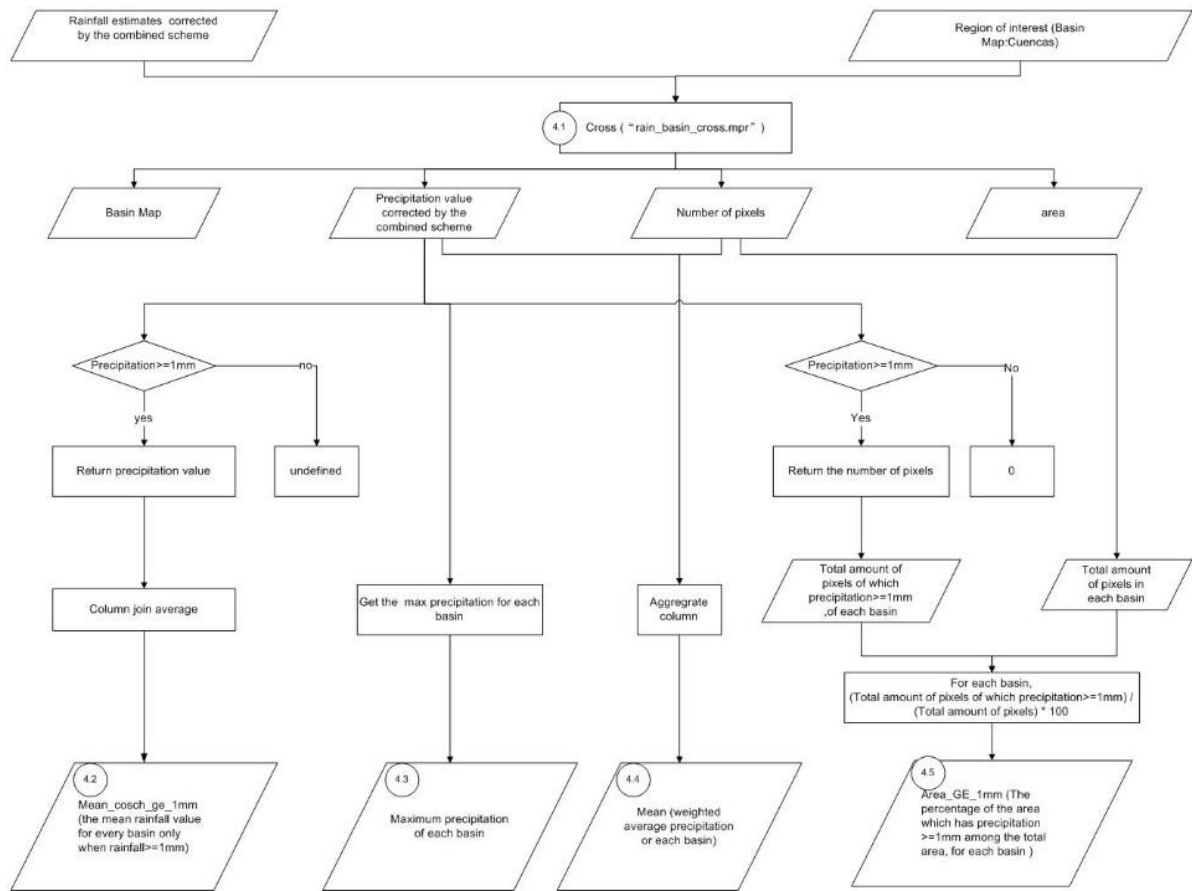 Rainfall estimates corrected
by the combined scheme
Region of interest (Basin
Map:Cuencas)
4.1
Cross ( “rain_basin_cross.mpr” )
Basin Map
Precipitation value
corrected by the
combined scheme
Number of pixels
area
Precipitation>=1mm
no
Precipitation>=1mm
No
yes
Yes
Return precipitation value
undefined
Return the number of pixels
0
Column join average
Get the max precipitation for each
basin
Aggregrate
column
Total amount of
pixels of which
precipitation>=1mm
,of each basin
Total amount
of pixels in
each basin
For each basin,
(Total amount of pixels of which precipitation>=1mm) /
(Total amount of pixels) * 100
4.2
Mean_cosch_ge_1mm
(the mean rainfall value
for every basin only
when rainfall>=1mm)
4.3
Maximum precipitation
of each basin
4.4
Mean (weighted
average precipitation
or each basin)
4.5
Area_GE_1mm (The
percentage of the area
which has precipitation
>=1mm among the total
area, for each basin )